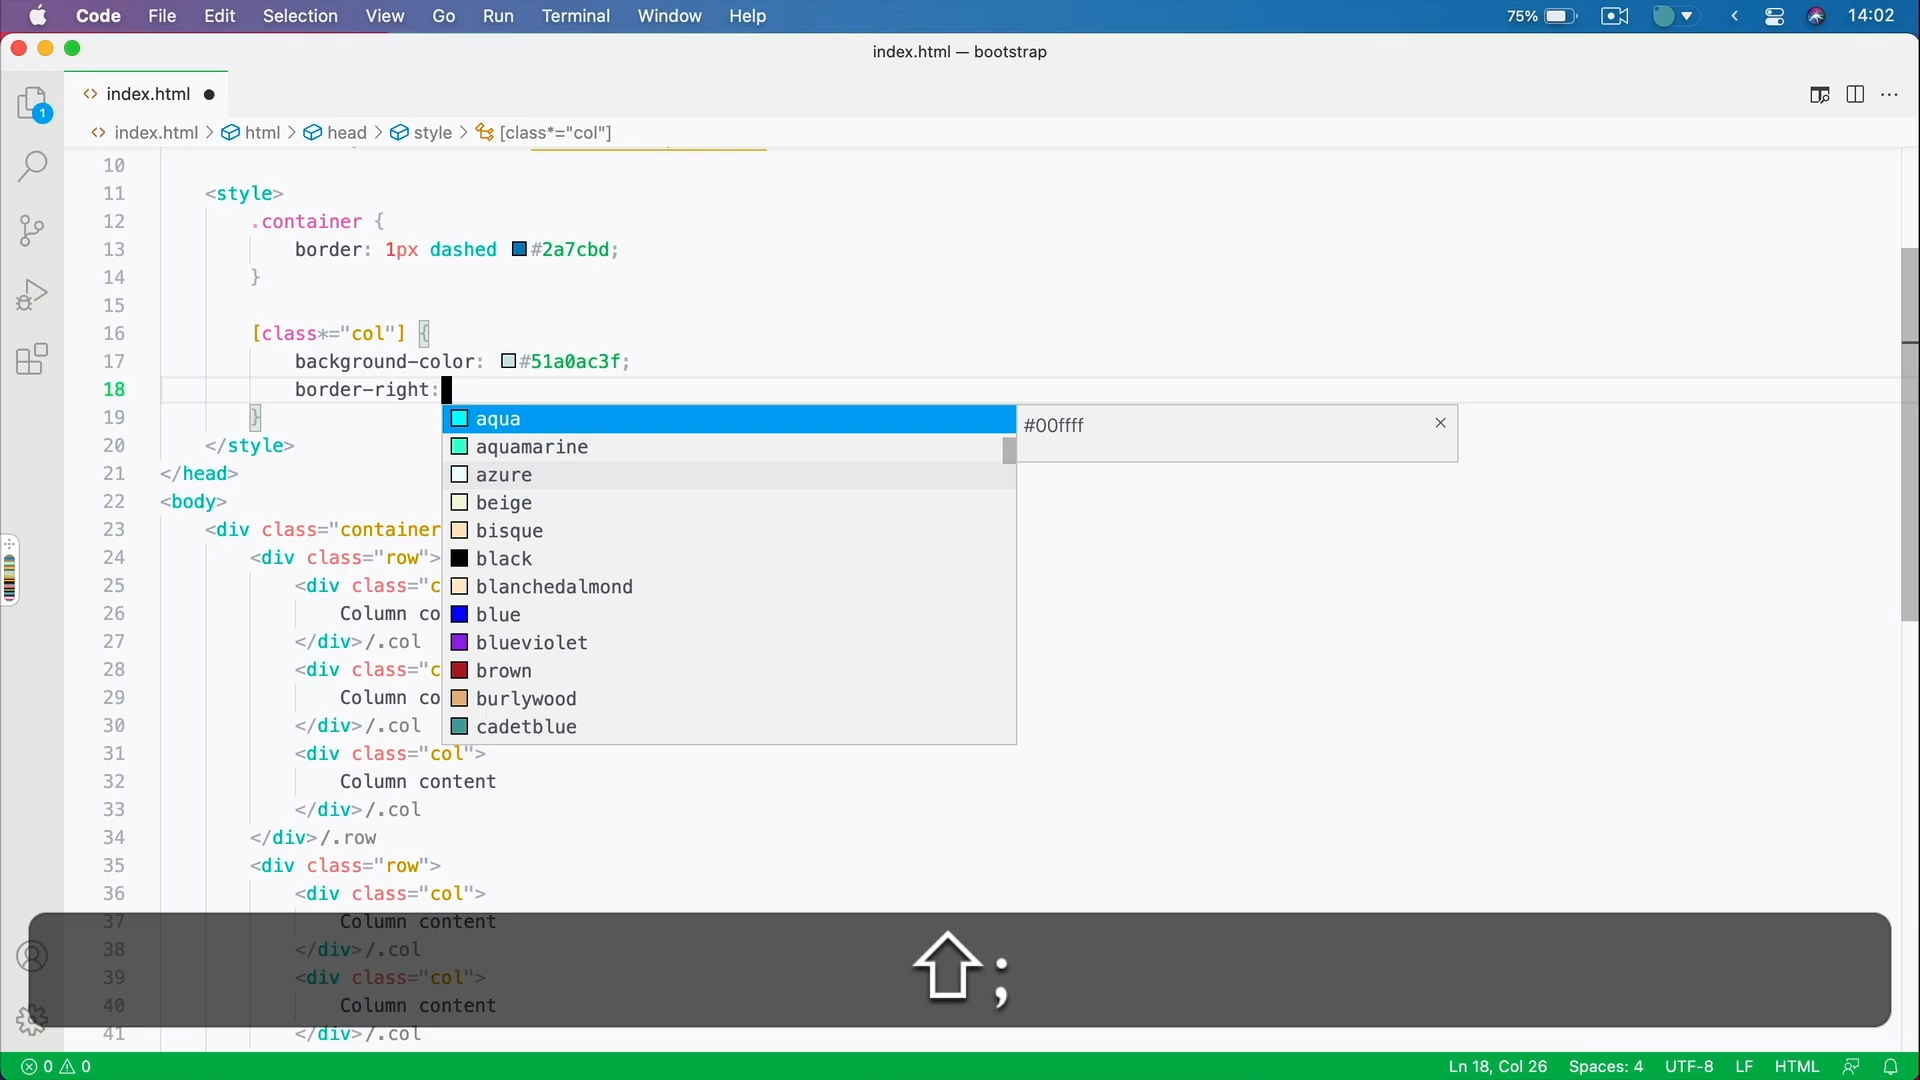 Code File Edit Selection View Go Run Terminal Window Help 75% 14:02
index.html — bootstrap
index.html
1
index.html > html > head > style > [class*="col"]
10
11 <style>
12 .container {
13 border: 1px dashed #2a7cbd;
14 }
15
16 [class*="col"] {
17 background-color: #51a0ac3f;
18 border-right:
19 }
20 </style>
21 </head>
22 <body>
23 <div class="container
24 <div class="row">
25 <div class="c
26 Column co
27 </div>/.col
28 <div class="c
29 Column co
30 </div>/.col
31 <div class="col">
32 Column content
33 </div>/.col
34 </div>/.row
35 <div class="row">
36 <div class="col">
37 Column content
38 </div>/.col
39 <div class="col">
40 Column content
41 </div>/.col
aqua
aquamarine
azure
beige
bisque
black
blanchedalmond
blue
blueviolet
brown
burlywood
cadetblue
#00ffff
⇧;
0 0 Ln 18, Col 26 Spaces: 4 UTF-8 LF HTML